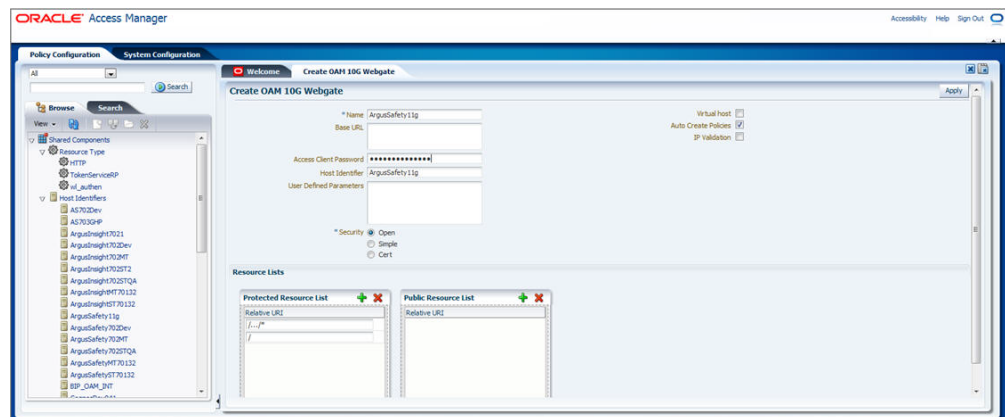 ORACLE Access Manager
Accessibility Help Sign Out
Policy Configuration System Configuration
All
Search
Browse Search
View
Shared Components
Resource Type
HTTP
TokenServiceRP
wl_authen
Host Identifiers
AS702Dev
AS703GHP
ArgusInsight7021
ArgusInsight702Dev
ArgusInsight702MT
ArgusInsight702ST2
ArgusInsight702STQA
ArgusInsightMT70132
ArgusInsightST70132
ArgusSafety11g
ArgusSafety702Dev
ArgusSafety702MT
ArgusSafety702STQA
ArgusSafetyMT70132
ArgusSafetyST70132
BIP_OAM_INT
Welcome Create OAM 10G Webgate
Create OAM 10G Webgate Apply
* Name ArgusSafety11g
Base URL
Access Client Password ••••••••••••••
Host Identifier ArgusSafety11g
User Defined Parameters
* Security Open
Simple
Cert
Virtual host
Auto Create Policies
IP Validation
Resource Lists
Protected Resource List
Relative URI
/.../*
/
Public Resource List
Relative URI